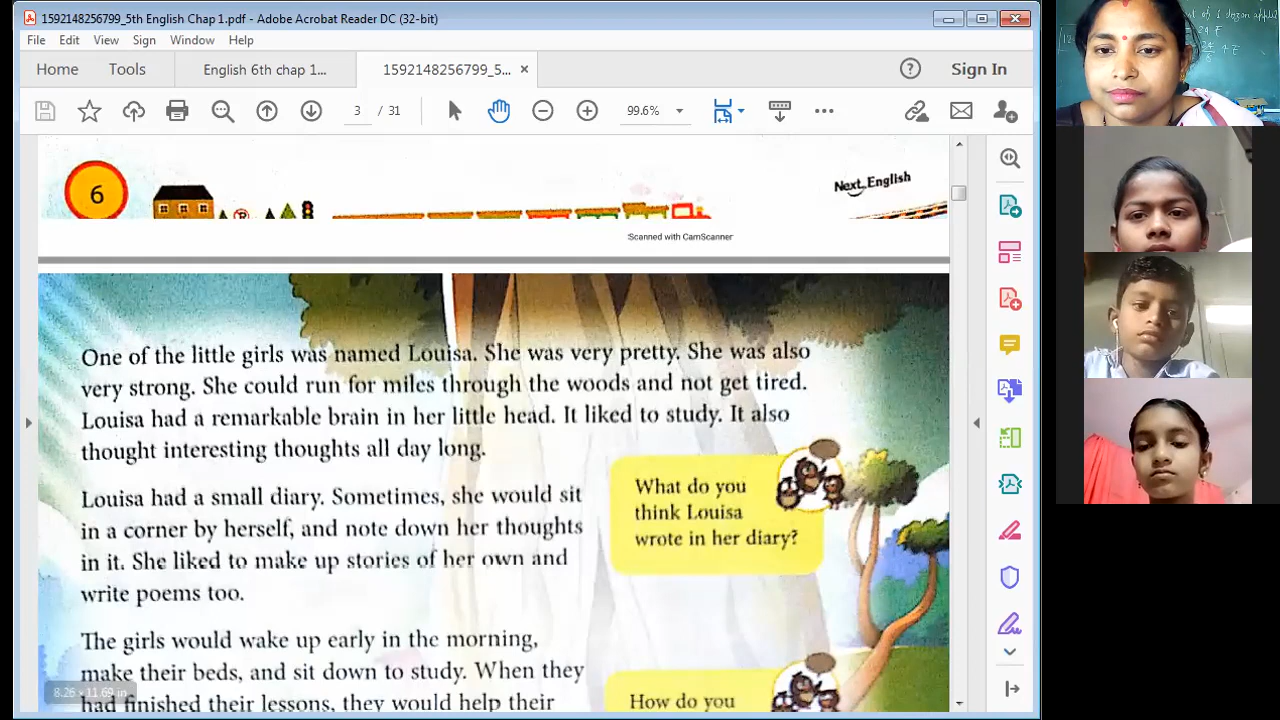 1592148256799_5th English Chap 1.pdf - Adobe Acrobat Reader DC (32-bit)
File Edit View Sign Window Help
Home Tools English 6th chap 1... 1592148256799_5... × Sign In
3 / 31 99.6%
6
Next English
Scanned with CamScanner
One of the little girls was named Louisa. She was very pretty. She was also
very strong. She could run for miles through the woods and not get tired.
Louisa had a remarkable brain in her little head. It liked to study. It also
thought interesting thoughts all day long.
Louisa had a small diary. Sometimes, she would sit
in a corner by herself, and note down her thoughts
in it. She liked to make up stories of her own and
write poems too.
What do you
think Louisa
wrote in her diary?
The girls would wake up early in the morning,
make their beds, and sit down to study. When they
had finished their lessons, they would help their
How do you
8.26 x 11.69 in